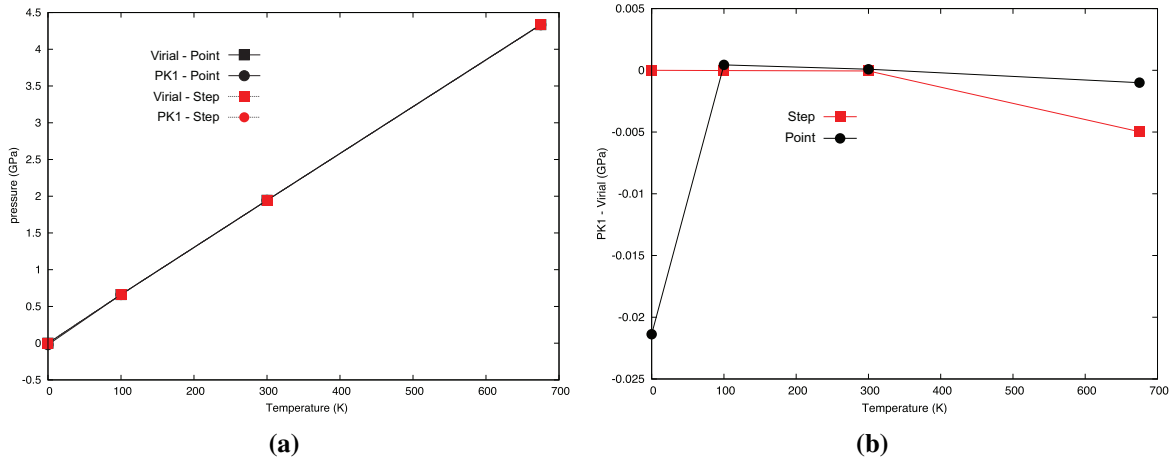 4.5
4
3.5
3
2.5
2
1.5
1
0.5
0
-0.5
pressure (GPa)
Virial - Point
PK1 - Point
Virial - Step
PK1 - Step
0 100 200 300 400 500 600 700
Temperature (K)
(a)
0.005
0
-0.005
-0.01
-0.015
-0.02
-0.025
PK1 - Virial (GPa)
Step
Point
0 100 200 300 400 500 600 700
Temperature (K)
(b)